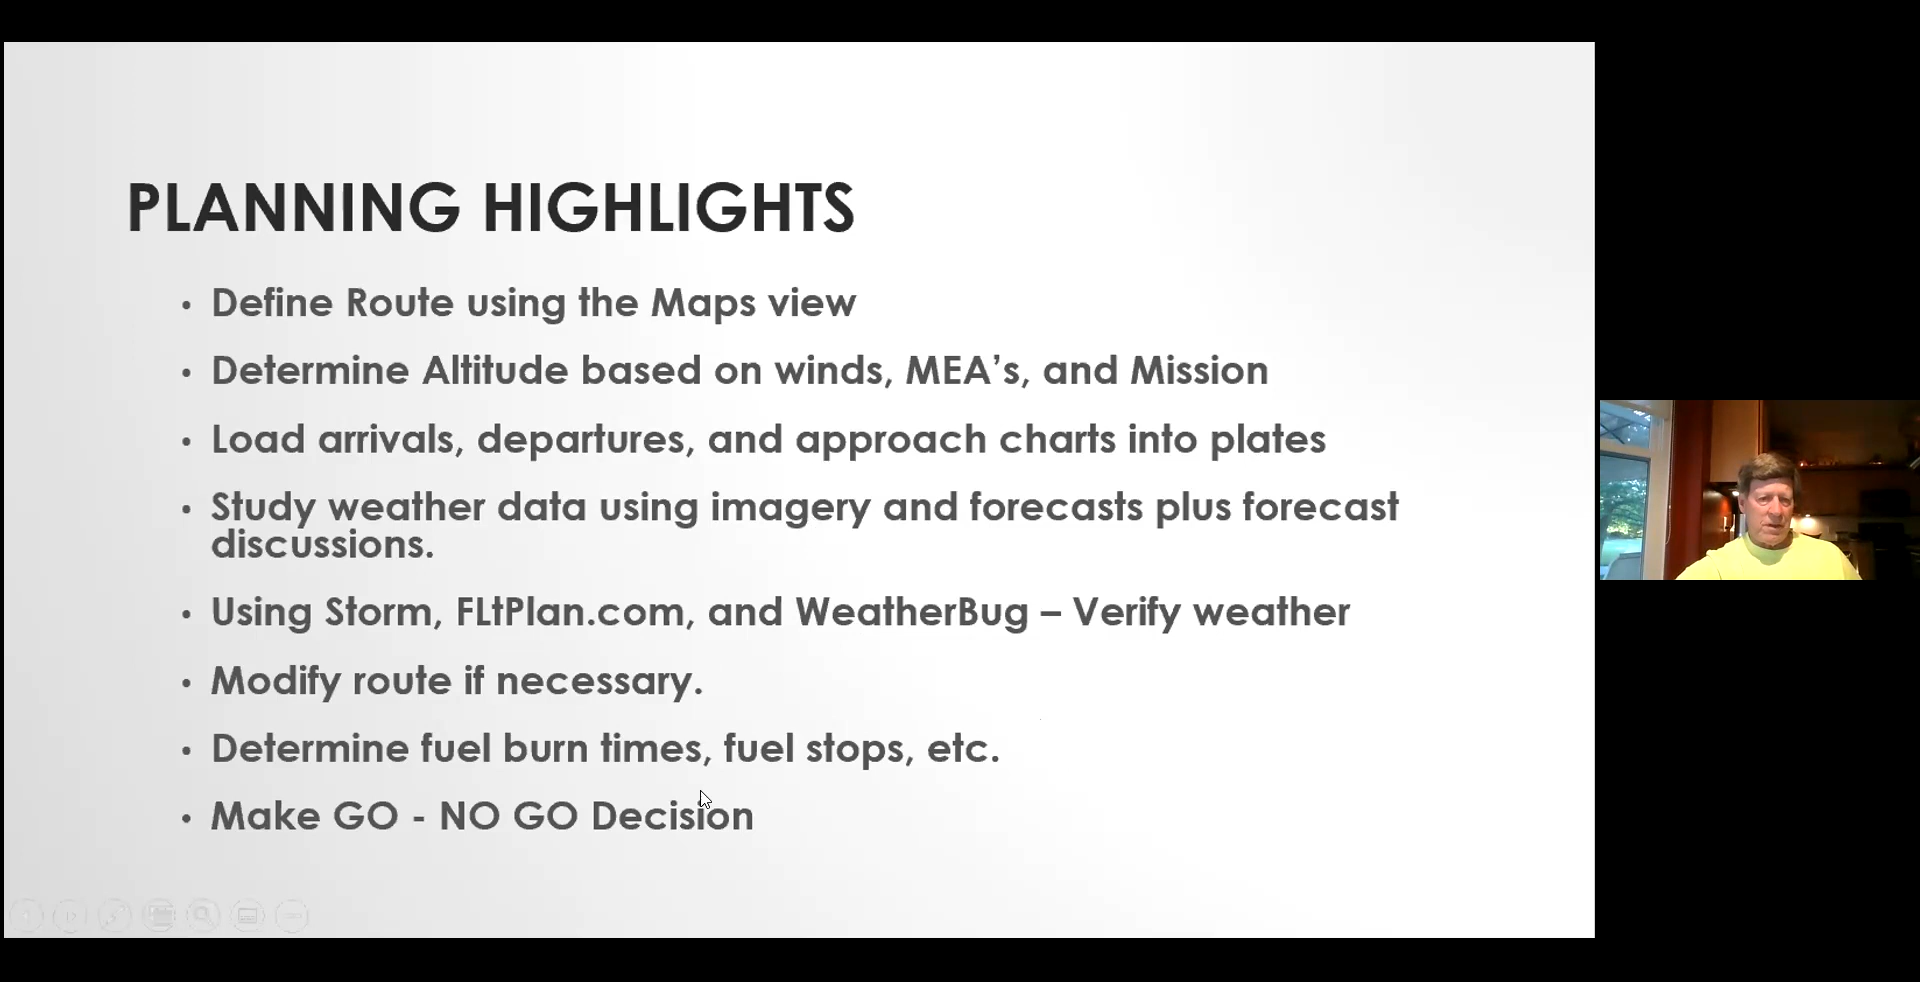 PLANNING HIGHLIGHTS
• Define Route using the Maps view
• Determine Altitude based on winds, MEA's, and Mission
• Load arrivals, departures, and approach charts into plates
• Study weather data using imagery and forecasts plus forecast
discussions.
• Using Storm, FLtPlan.com, and WeatherBug – Verify weather
• Modify route if necessary.
• Determine fuel burn times, fuel stops, etc.
• Make GO - NO GO Decision